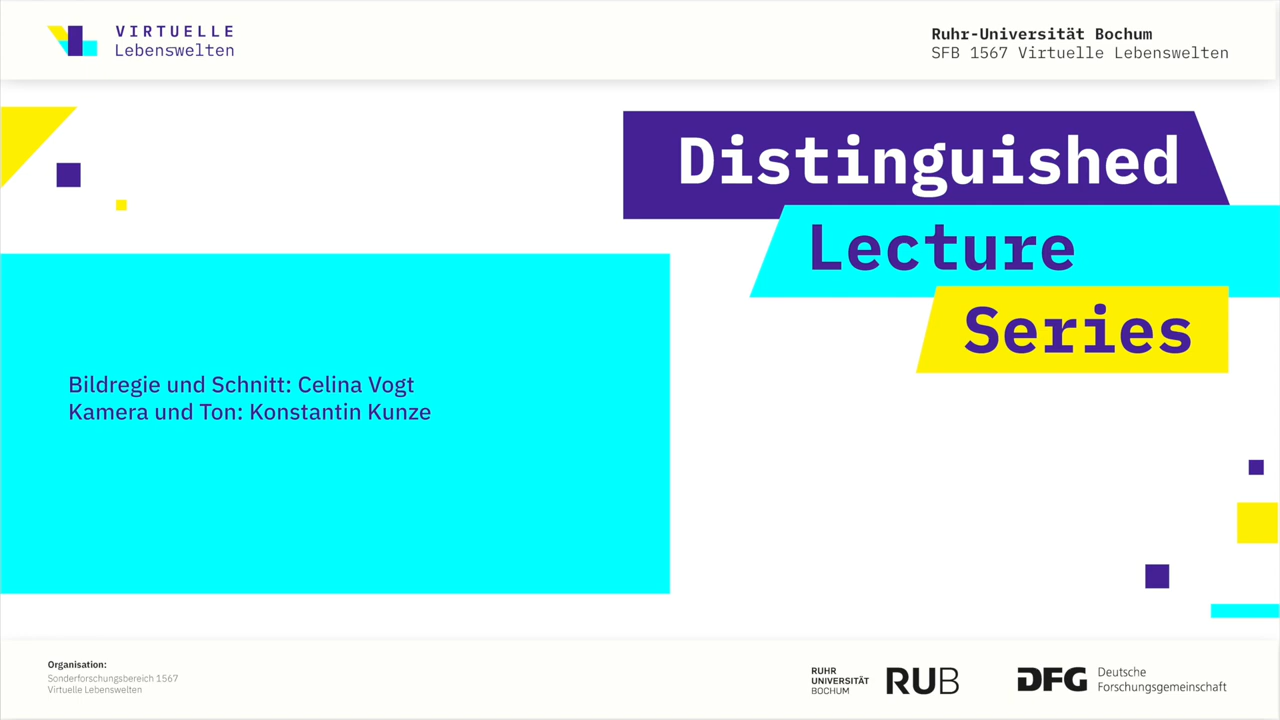 VIRTUELLE
Lebenswelten
Ruhr-Universität Bochum
SFB 1567 Virtuelle Lebenswelten
Distinguished
Lecture
Series
Bildregie und Schnitt: Celina Vogt
Kamera und Ton: Konstantin Kunze
Organisation:
Sonderforschungsbereich 1567
Virtuelle Lebenswelten
RUHR
UNIVERSITÄT
BOCHUM
RUB
DFG
Deutsche
Forschungsgemeinschaft